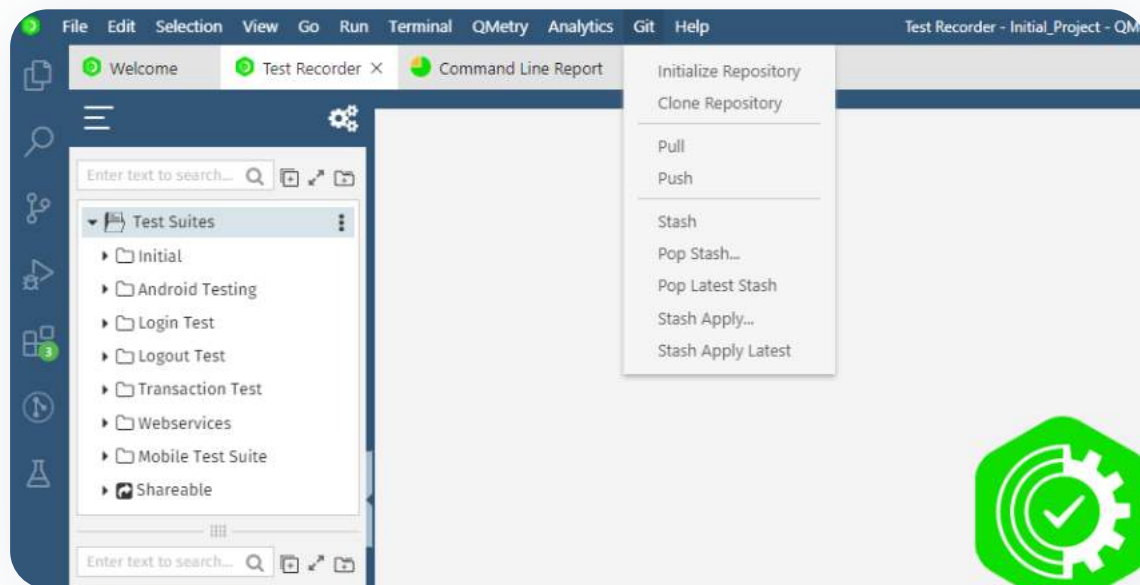 File Edit Selection View Go Run Terminal QMetry Analytics Git Help Test Recorder - Initial_Project - QM
Welcome Test Recorder Command Line Report
Initialize Repository
Clone Repository
Pull
Push
Stash
Pop Stash...
Pop Latest Stash
Stash Apply...
Stash Apply Latest
Enter text to search...
Test Suites
Initial
Android Testing
Login Test
Logout Test
Transaction Test
Webservices
Mobile Test Suite
Shareable
Enter text to search...
3